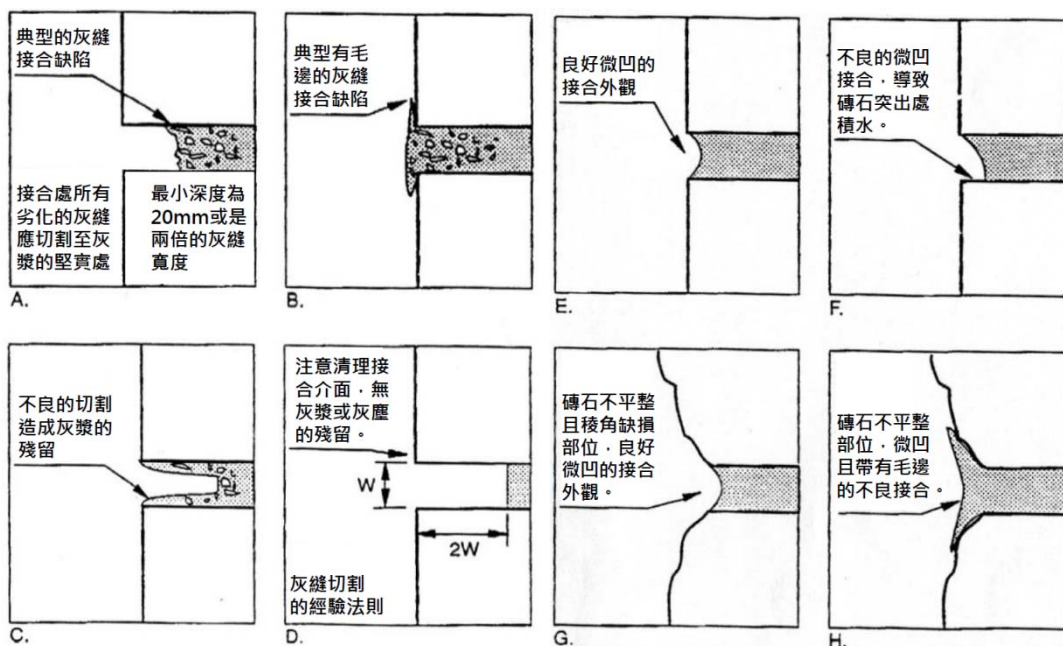 典型的灰縫
接合缺陷
接合處所有
劣化的灰縫
應切割至灰
漿的堅實處
最小深度為
20mm或是
兩倍的灰縫
寬度
A.
典型有毛
邊的灰縫
接合缺陷
B.
良好微凹的
接合外觀
E.
不良的微凹
接合，導致
磚石突出處
積水。
F.
不良的切割
造成灰漿的
殘留
C.
注意清理接
合介面，無
灰漿或灰塵
的殘留。
W
2W
灰縫切割
的經驗法則
D.
磚石不平整
且稜角缺損
部位，良好
微凹的接合
外觀。
G.
磚石不平整
部位，微凹
且帶有毛邊
的不良接合。
H.